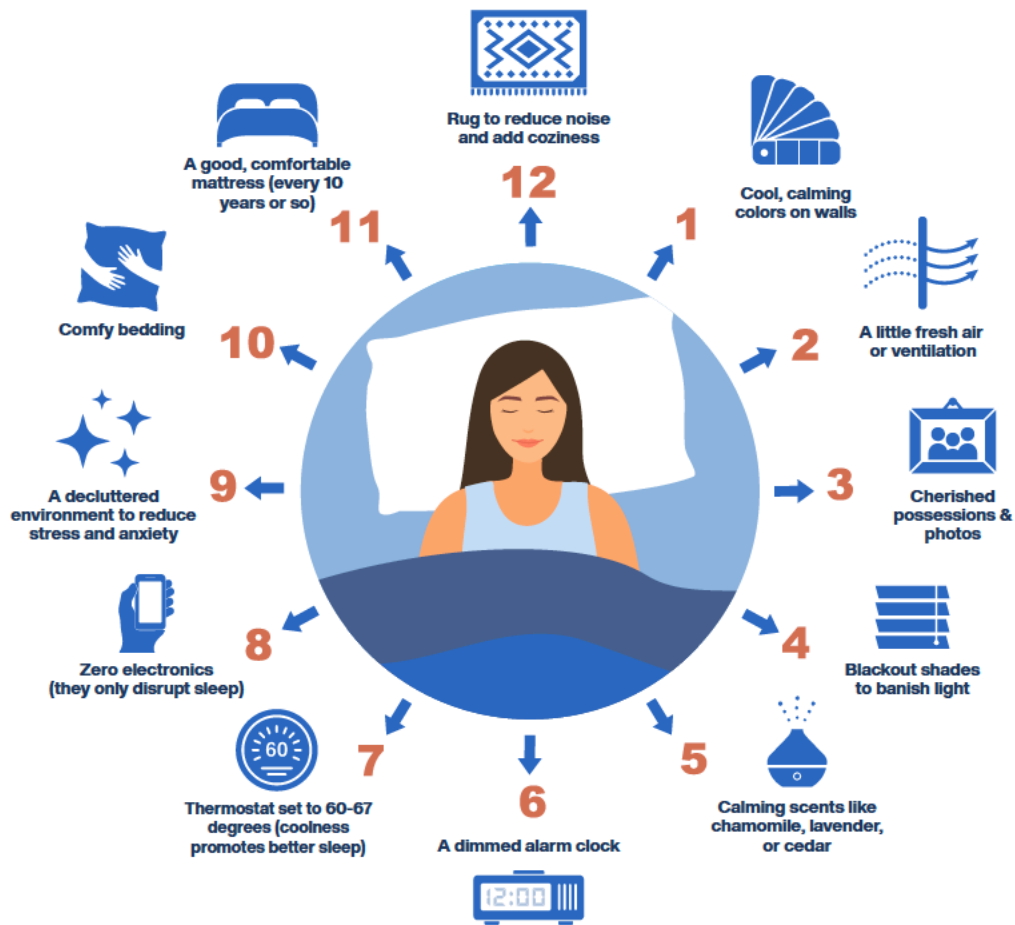 Rug to reduce noise
and add coziness
12
Cool, calming
colors on walls
1
A little fresh air
or ventilation
2
Cherished
possessions &
photos
3
Blackout shades
to banish light
4
Calming scents like
chamomile, lavender,
or cedar
5
A dimmed alarm clock
6
12:00
Thermostat set to 60-67
degrees (coolness
promotes better sleep)
7
60
Zero electronics
(they only disrupt sleep)
8
A decluttered
environment to reduce
stress and anxiety
9
Comfy bedding
10
A good, comfortable
mattress (every 10
years or so)
11